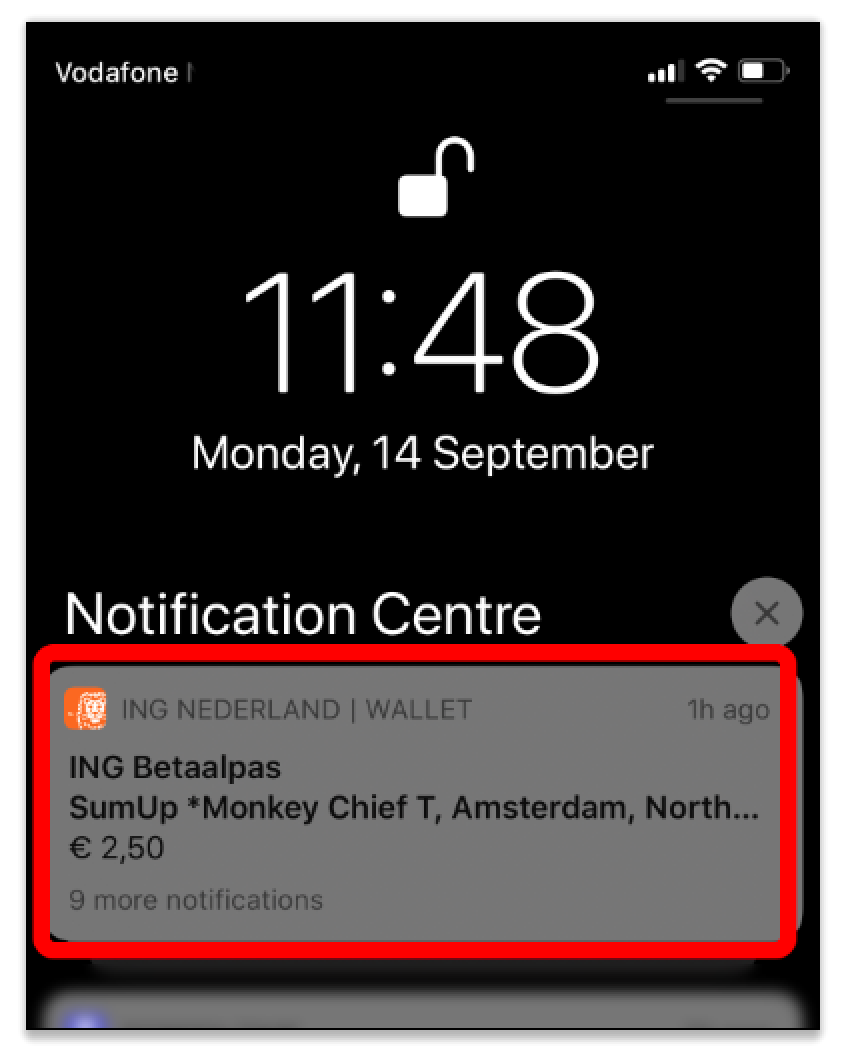 Vodafone
11:48
Monday, 14 September
Notification Centre
ING NEDERLAND | WALLET 1h ago
ING Betaalpas
SumUp *Monkey Chief T, Amsterdam, North...
€ 2,50
9 more notifications